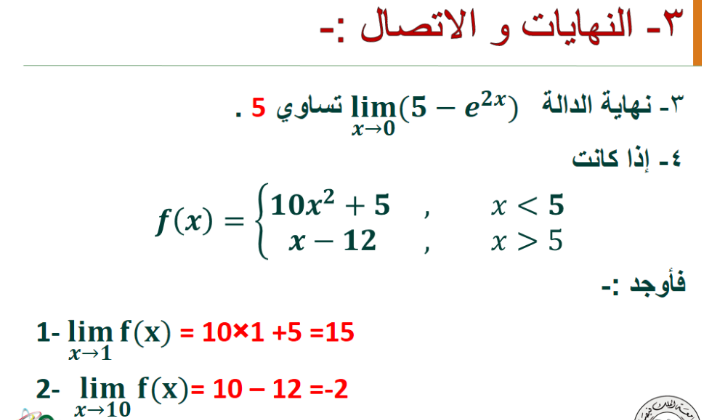 ٣- النهايات و الاتصال :-
٣- نهاية الدالة lim x→0 (5 − e^2x) تساوي 5 .
٤- إذا كانت
f(x) = { 10x² + 5 , x < 5
x − 12 , x > 5
فأوجد :-
1- lim x→1 f(x) = 10×1 +5 =15
2- lim x→10 f(x)= 10 – 12 =-2